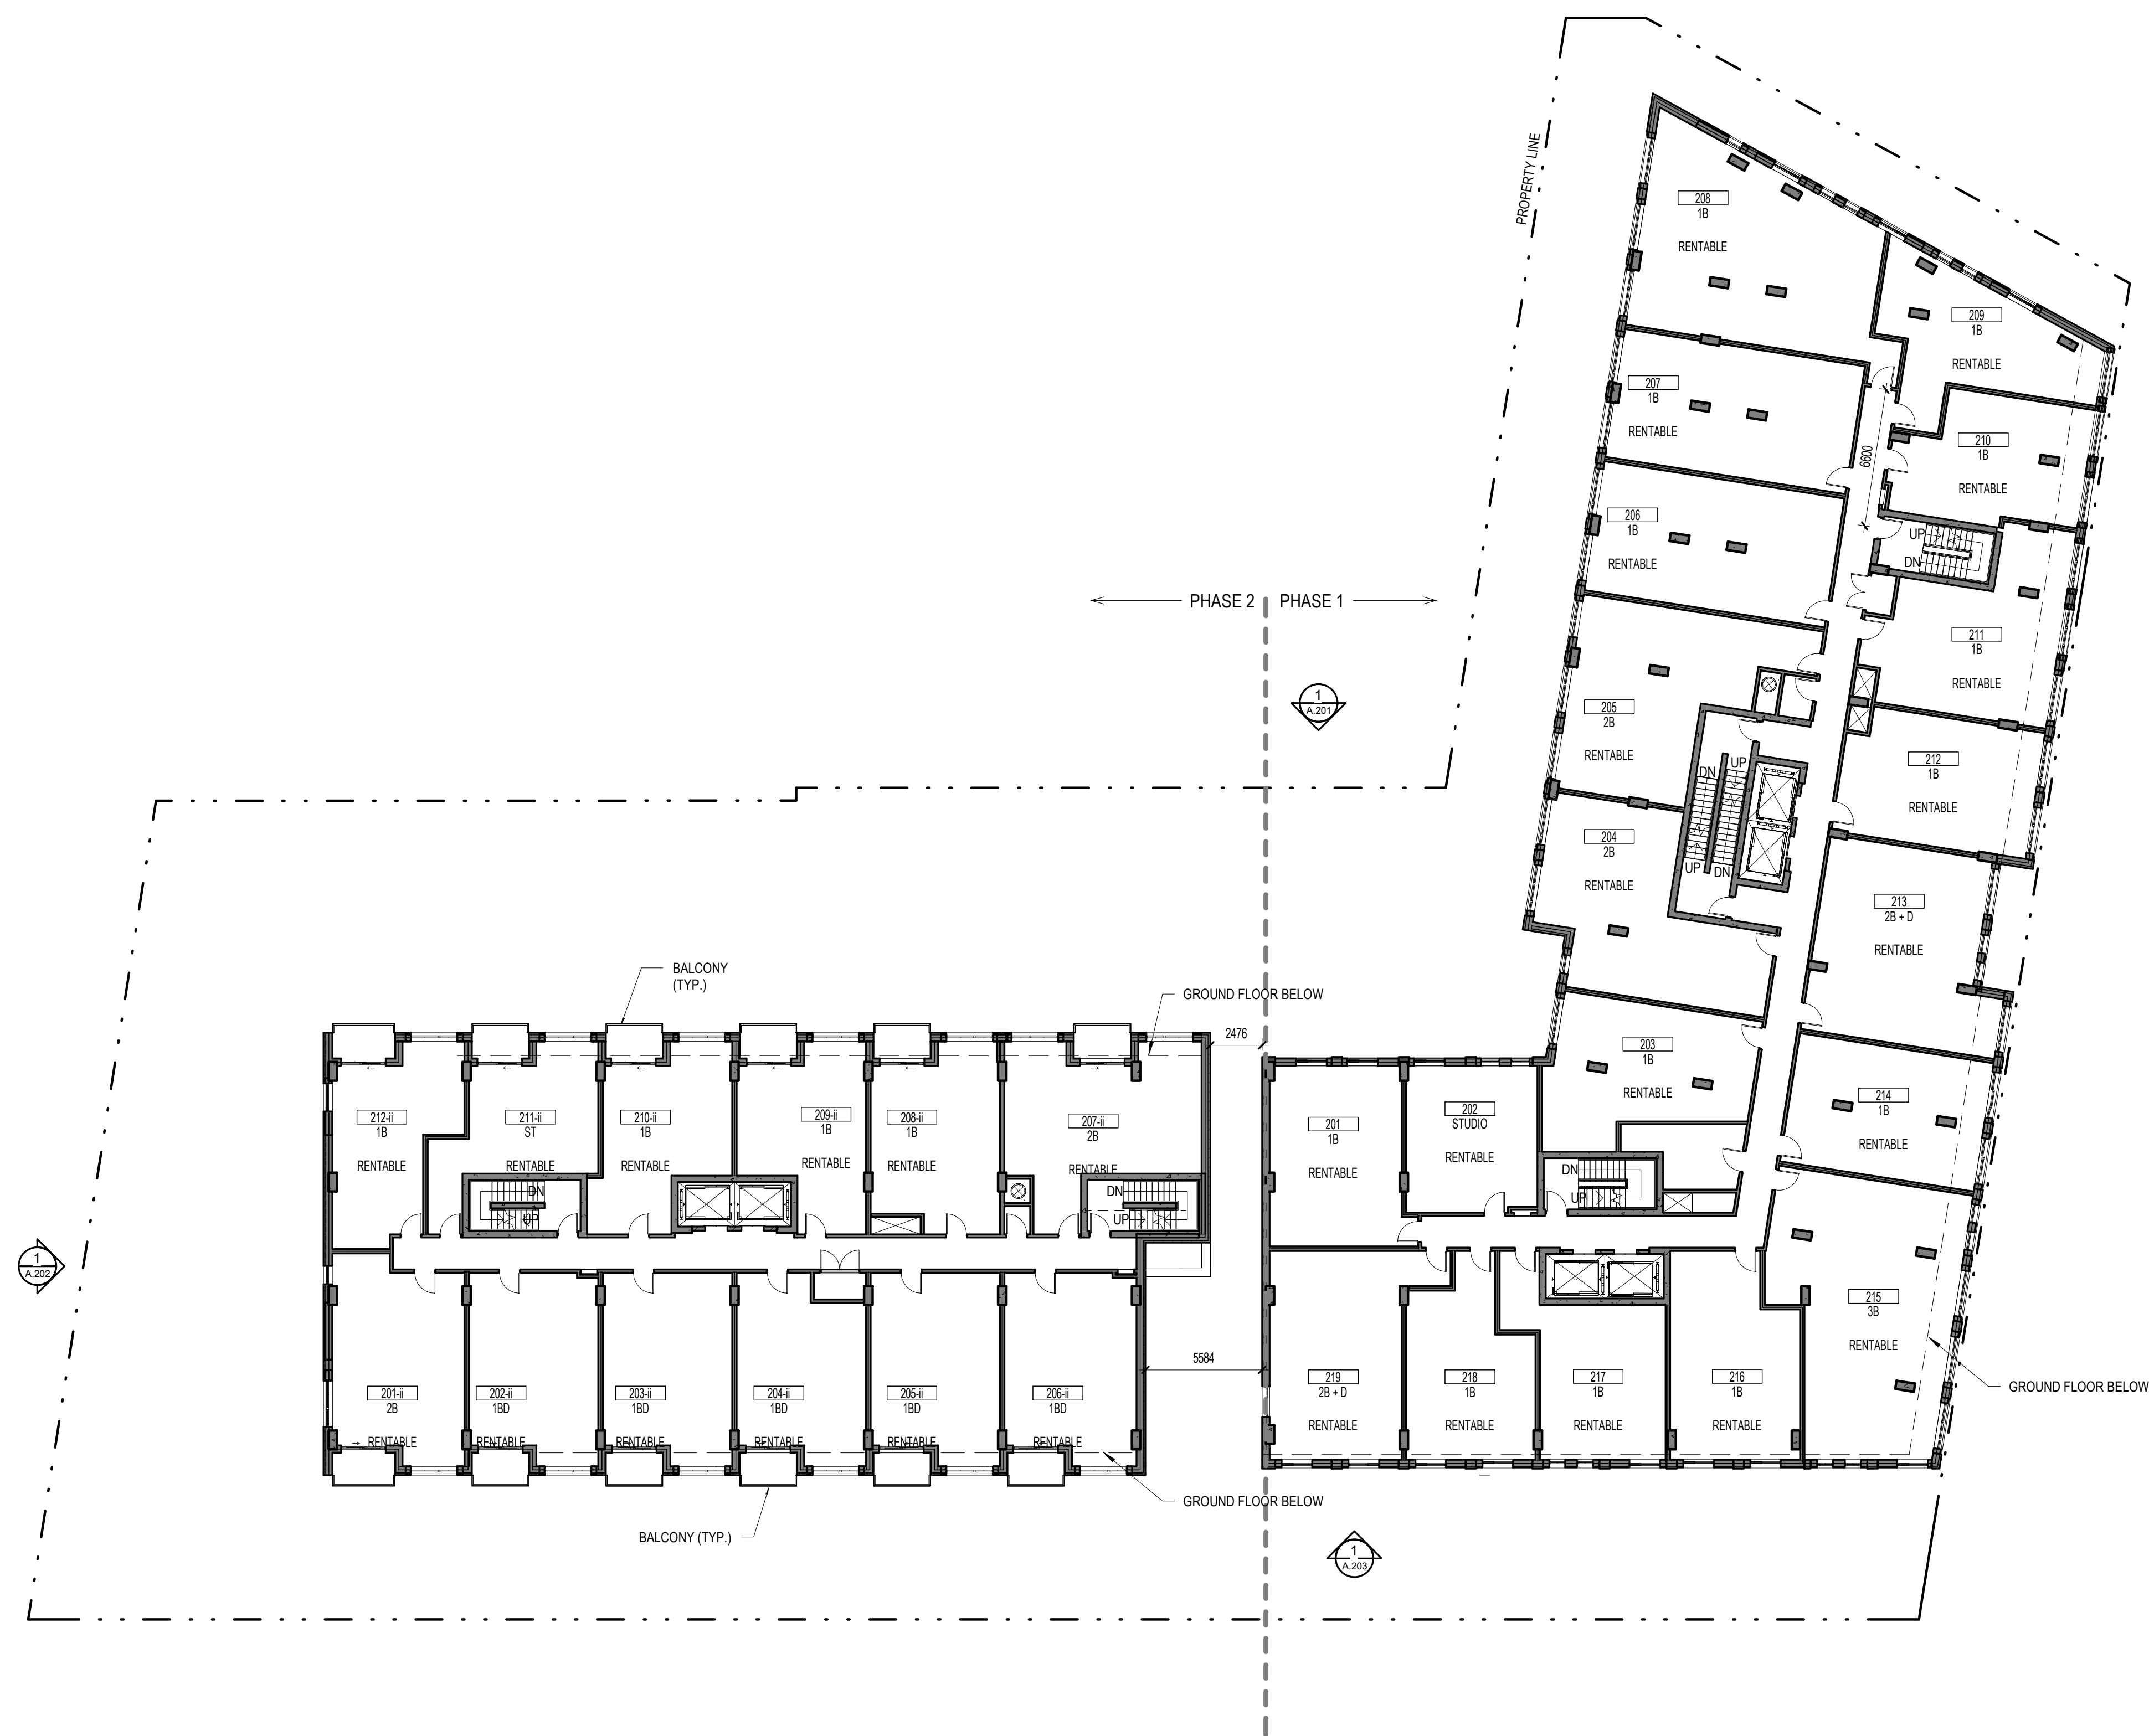 PROPERTY LINE
208
1B
RENTABLE
209
1B
RENTABLE
207
1B
RENTABLE
210
1B
RENTABLE
6600
206
1B
RENTABLE
UP
DN
PHASE 2
PHASE 1
211
1B
RENTABLE
1
A.201
205
2B
RENTABLE
212
1B
RENTABLE
DN
UP
UP
DN
204
2B
RENTABLE
213
2B + D
RENTABLE
BALCONY
(TYP.)
GROUND FLOOR BELOW
2476
203
1B
RENTABLE
214
1B
RENTABLE
212-ii
1B
RENTABLE
211-ii
ST
RENTABLE
210-ii
1B
RENTABLE
209-ii
1B
RENTABLE
208-ii
1B
RENTABLE
207-ii
2B
RENTABLE
201
1B
RENTABLE
202
STUDIO
RENTABLE
DN
UP
DN
UP
DN
UP
1
A.202
215
3B
RENTABLE
5584
201-ii
2B
RENTABLE
202-ii
1BD
RENTABLE
203-ii
1BD
RENTABLE
204-ii
1BD
RENTABLE
205-ii
1BD
RENTABLE
206-ii
1BD
RENTABLE
219
2B + D
RENTABLE
218
1B
RENTABLE
217
1B
RENTABLE
216
1B
RENTABLE
GROUND FLOOR BELOW
GROUND FLOOR BELOW
BALCONY (TYP.)
1
A.203